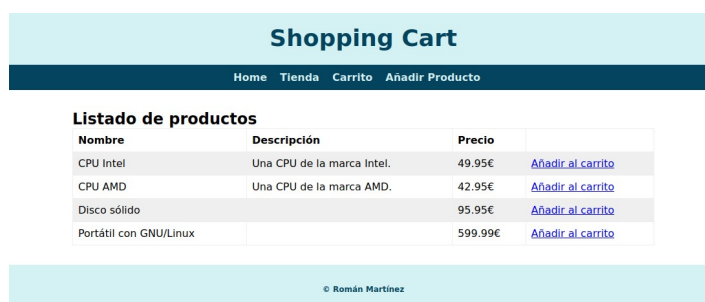 Shopping Cart
Home Tienda Carrito Añadir Producto
Listado de productos
Nombre Descripción Precio
CPU Intel Una CPU de la marca Intel. 49.95€ Añadir al carrito
CPU AMD Una CPU de la marca AMD. 42.95€ Añadir al carrito
Disco sólido 95.95€ Añadir al carrito
Portátil con GNU/Linux 599.99€ Añadir al carrito
© Román Martínez